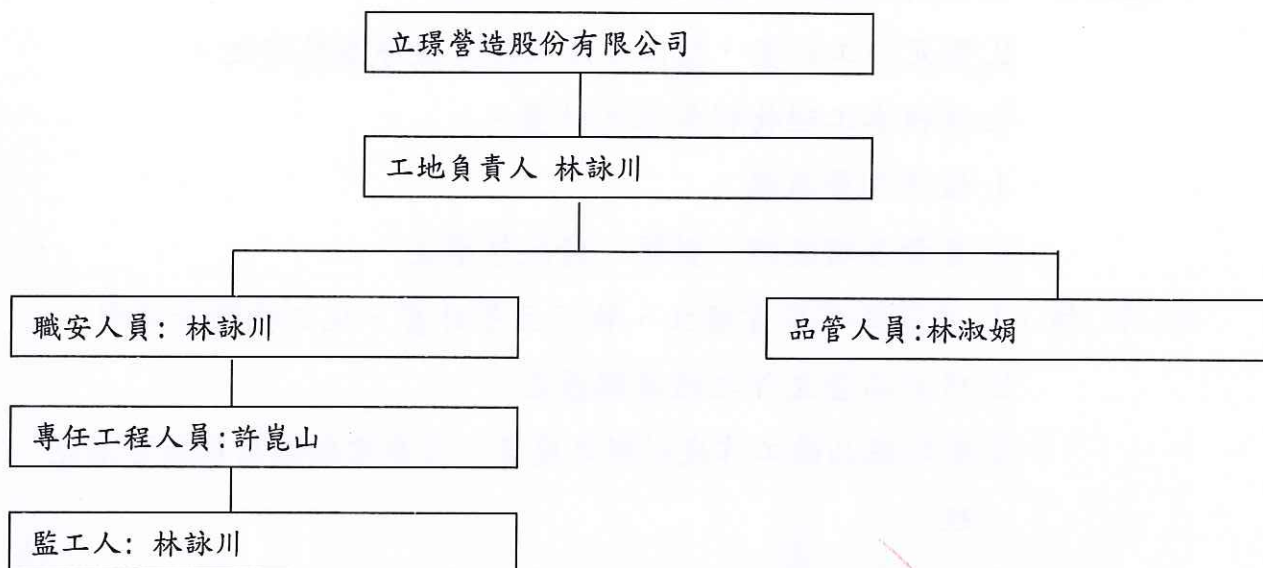 立璟營造股份有限公司
工地負責人 林詠川
職安人員: 林詠川
品管人員:林淑娟
專任工程人員:許崑山
監工人: 林詠川